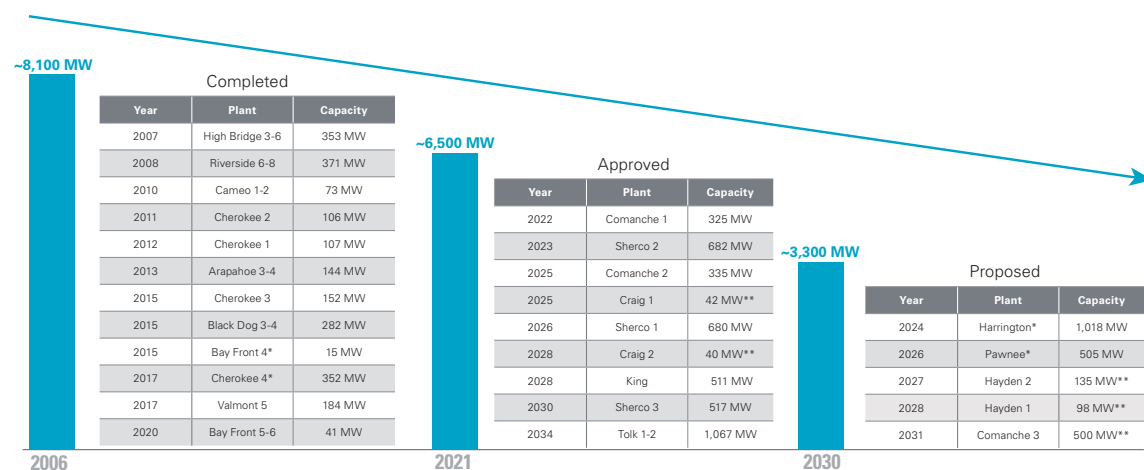 ~8,100 MW
Completed
Year Plant Capacity
2007 High Bridge 3-6 353 MW
2008 Riverside 6-8 371 MW
2010 Cameo 1-2 73 MW
2011 Cherokee 2 106 MW
2012 Cherokee 1 107 MW
2013 Arapahoe 3-4 144 MW
2015 Cherokee 3 152 MW
2015 Black Dog 3-4 282 MW
2015 Bay Front 4* 15 MW
2017 Cherokee 4* 352 MW
2017 Valmont 5 184 MW
2020 Bay Front 5-6 41 MW
2006
~6,500 MW
Approved
Year Plant Capacity
2022 Comanche 1 325 MW
2023 Sherco 2 682 MW
2025 Comanche 2 335 MW
2025 Craig 1 42 MW**
2026 Sherco 1 680 MW
2028 Craig 2 40 MW**
2028 King 511 MW
2030 Sherco 3 517 MW
2034 Tolk 1-2 1,067 MW
2021
~3,300 MW
Proposed
Year Plant Capacity
2024 Harrington* 1,018 MW
2026 Pawnee* 505 MW
2027 Hayden 2 135 MW**
2028 Hayden 1 98 MW**
2031 Comanche 3 500 MW**
2030